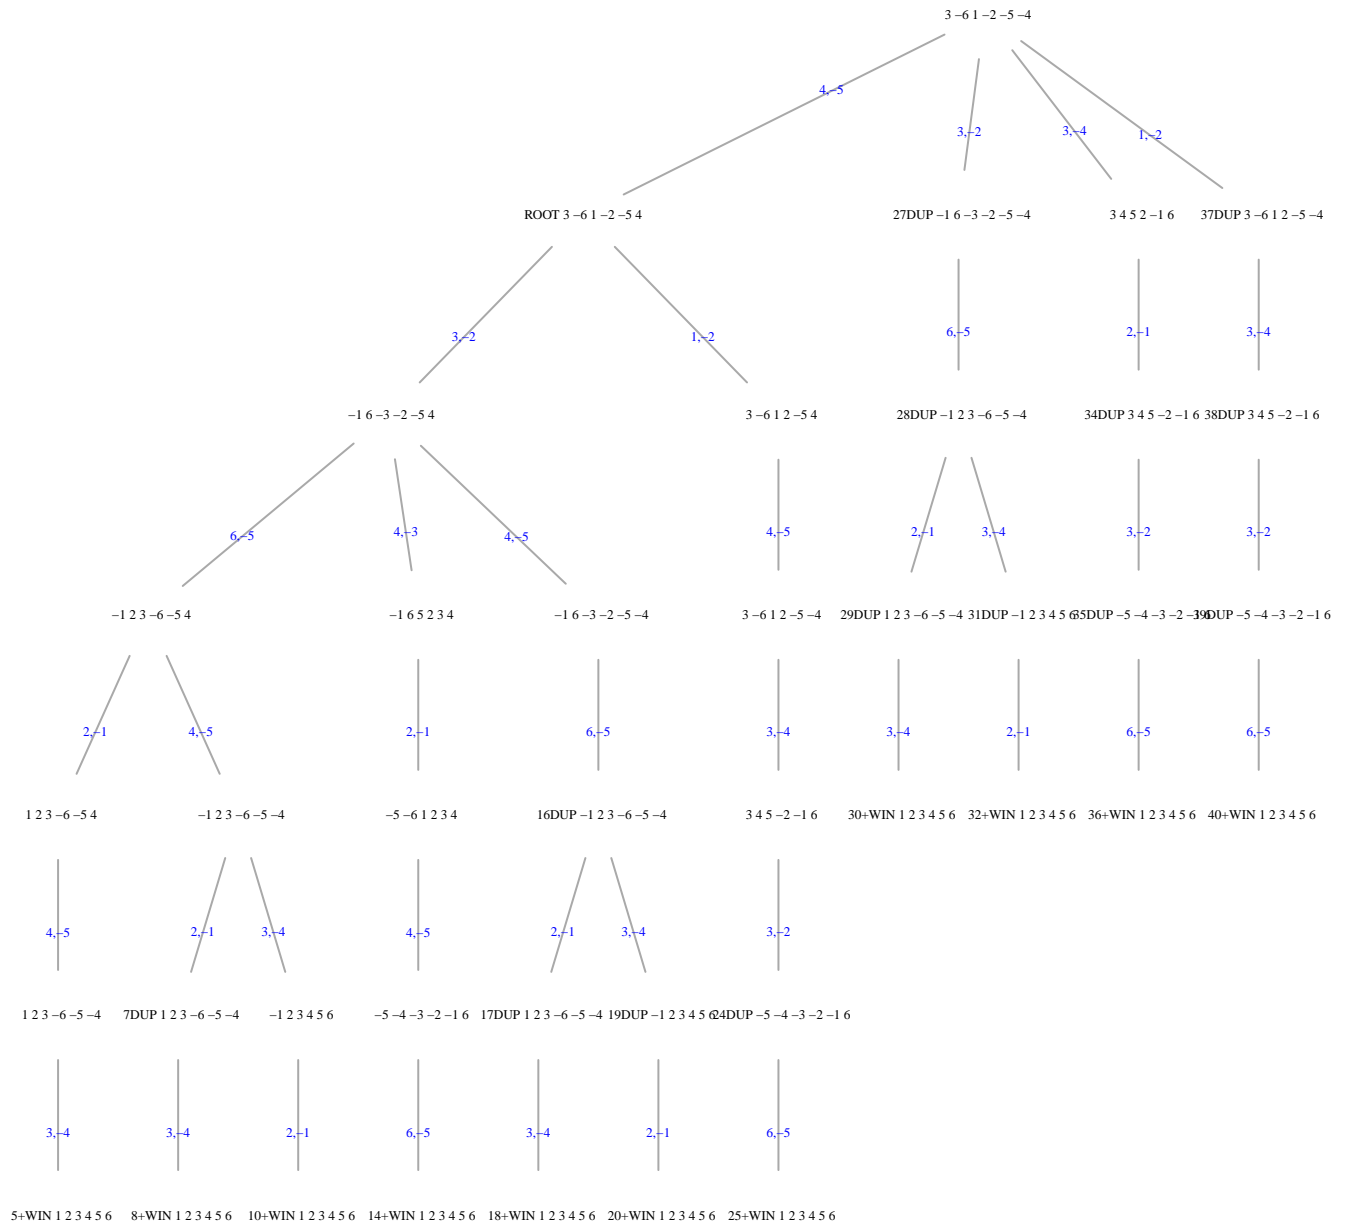 3 −6 1 −2 −5 −4
4,−5
3,−2
3,−4
1,−2
ROOT 3 −6 1 −2 −5 4
27DUP −1 6 −3 −2 −5 −4
3 4 5 2 −1 6
37DUP 3 −6 1 2 −5 −4
3,−2
1,−2
6,−5
2,−1
3,−4
−1 6 −3 −2 −5 4
3 −6 1 2 −5 4
28DUP −1 2 3 −6 −5 −4
34DUP 3 4 5 −2 −1 6
38DUP 3 4 5 −2 −1 6
6,−5
4,−3
4,−5
4,−5
2,−1
3,−4
3,−2
3,−2
−1 2 3 −6 −5 4
−1 6 5 2 3 4
−1 6 −3 −2 −5 −4
3 −6 1 2 −5 −4
29DUP 1 2 3 −6 −5 −4
31DUP −1 2 3 4 5 6
35DUP −5 −4 −3 −2 −1 6
39DUP −5 −4 −3 −2 −1 6
2,−1
4,−5
2,−1
6,−5
3,−4
3,−4
2,−1
6,−5
6,−5
1 2 3 −6 −5 4
−1 2 3 −6 −5 −4
−5 −6 1 2 3 4
16DUP −1 2 3 −6 −5 −4
3 4 5 −2 −1 6
30+WIN 1 2 3 4 5 6
32+WIN 1 2 3 4 5 6
36+WIN 1 2 3 4 5 6
40+WIN 1 2 3 4 5 6
4,−5
2,−1
3,−4
4,−5
2,−1
3,−4
3,−2
1 2 3 −6 −5 −4
7DUP 1 2 3 −6 −5 −4
−1 2 3 4 5 6
−5 −4 −3 −2 −1 6
17DUP 1 2 3 −6 −5 −4
19DUP −1 2 3 4 5 6
24DUP −5 −4 −3 −2 −1 6
3,−4
3,−4
2,−1
6,−5
3,−4
2,−1
6,−5
5+WIN 1 2 3 4 5 6
8+WIN 1 2 3 4 5 6
10+WIN 1 2 3 4 5 6
14+WIN 1 2 3 4 5 6
18+WIN 1 2 3 4 5 6
20+WIN 1 2 3 4 5 6
25+WIN 1 2 3 4 5 6